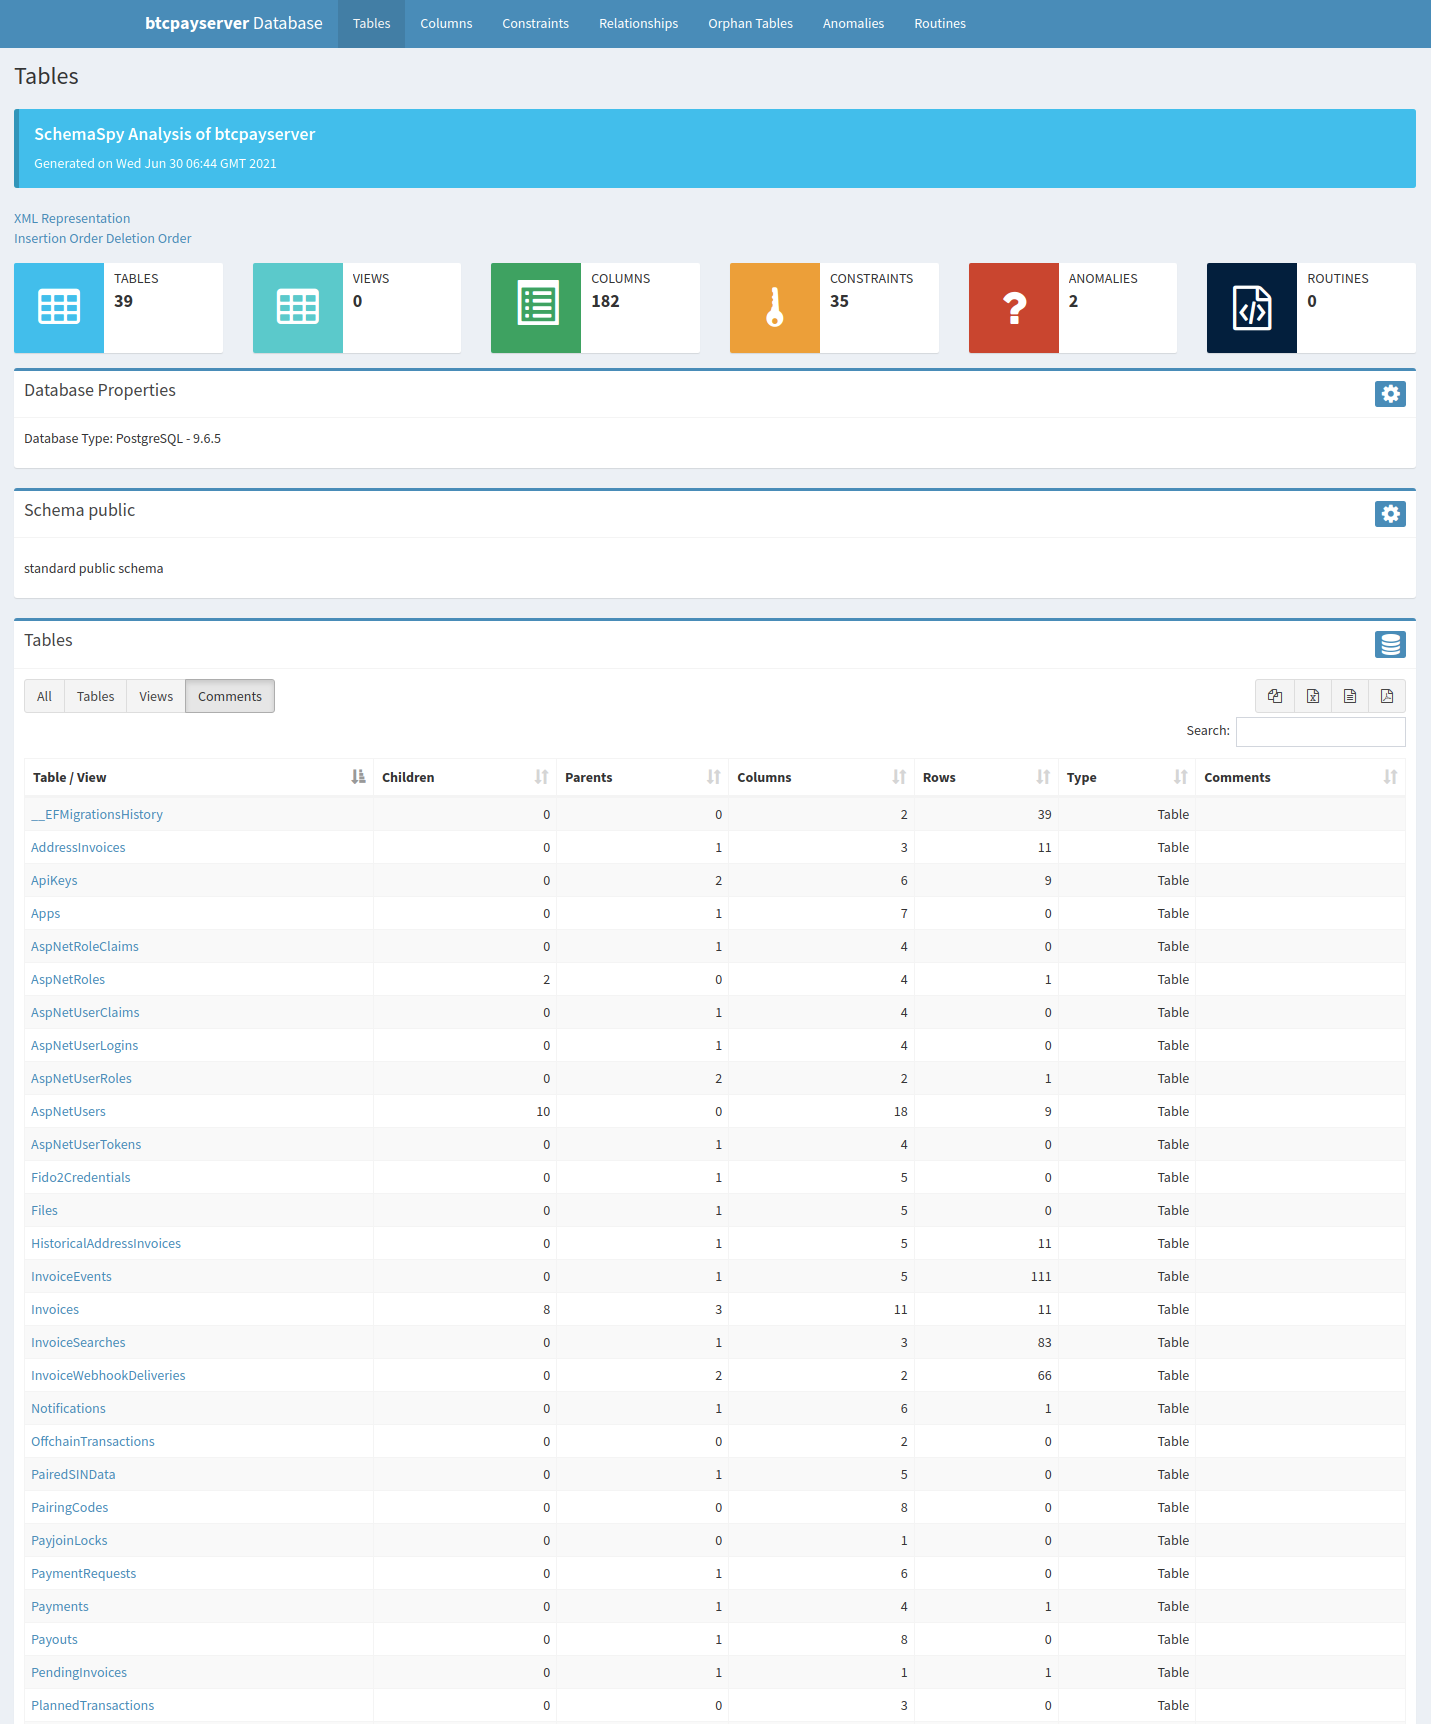 btcpayserver Database Tables Columns Constraints Relationships Orphan Tables Anomalies Routines
Tables
SchemaSpy Analysis of btcpayserver
Generated on Wed Jun 30 06:44 GMT 2021
XML Representation
Insertion Order Deletion Order
TABLES VIEWS COLUMNS CONSTRAINTS ANOMALIES ROUTINES
39 0 182 35 2 0
Database Properties
Database Type: PostgreSQL - 9.6.5
Schema public
standard public schema
Tables
All Tables Views Comments
Search:
Table / View Children Parents Columns Rows Type Comments
__EFMigrationsHistory 0 0 2 39 Table
AddressInvoices 0 1 3 11 Table
ApiKeys 0 2 6 9 Table
Apps 0 1 7 0 Table
AspNetRoleClaims 0 1 4 0 Table
AspNetRoles 2 0 4 1 Table
AspNetUserClaims 0 1 4 0 Table
AspNetUserLogins 0 1 4 0 Table
AspNetUserRoles 0 2 2 1 Table
AspNetUsers 10 0 18 9 Table
AspNetUserTokens 0 1 4 0 Table
Fido2Credentials 0 1 5 0 Table
Files 0 1 5 0 Table
HistoricalAddressInvoices 0 1 5 11 Table
InvoiceEvents 0 1 5 111 Table
Invoices 8 3 11 11 Table
InvoiceSearches 0 1 3 83 Table
InvoiceWebhookDeliveries 0 2 2 66 Table
Notifications 0 1 6 1 Table
OffchainTransactions 0 0 2 0 Table
PairedSINData 0 1 5 0 Table
PairingCodes 0 0 8 0 Table
PayjoinLocks 0 0 1 0 Table
PaymentRequests 0 1 6 0 Table
Payments 0 1 4 1 Table
Payouts 0 1 8 0 Table
PendingInvoices 0 1 1 1 Table
PlannedTransactions 0 0 3 0 Table